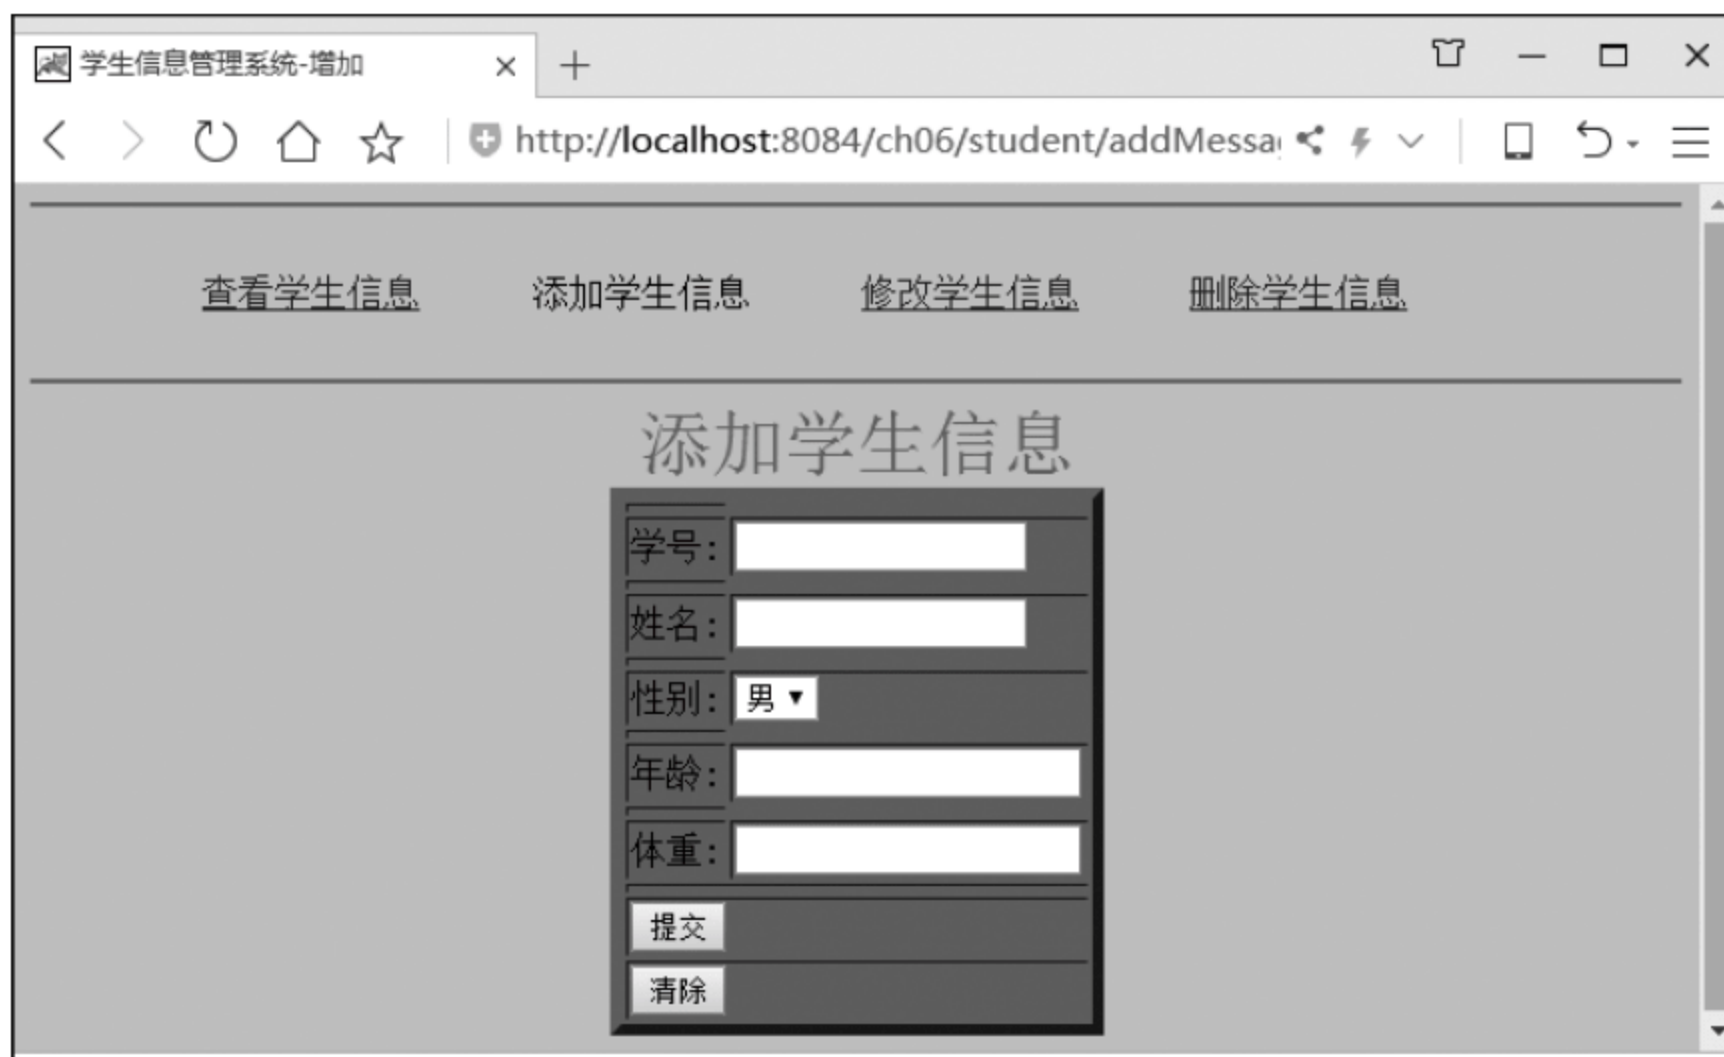 学生信息管理系统-增加
http://localhost:8084/ch06/student/addMessa
查看学生信息 添加学生信息 修改学生信息 删除学生信息
添加学生信息
学号:
姓名:
性别: 男
年龄:
体重:
提交
清除